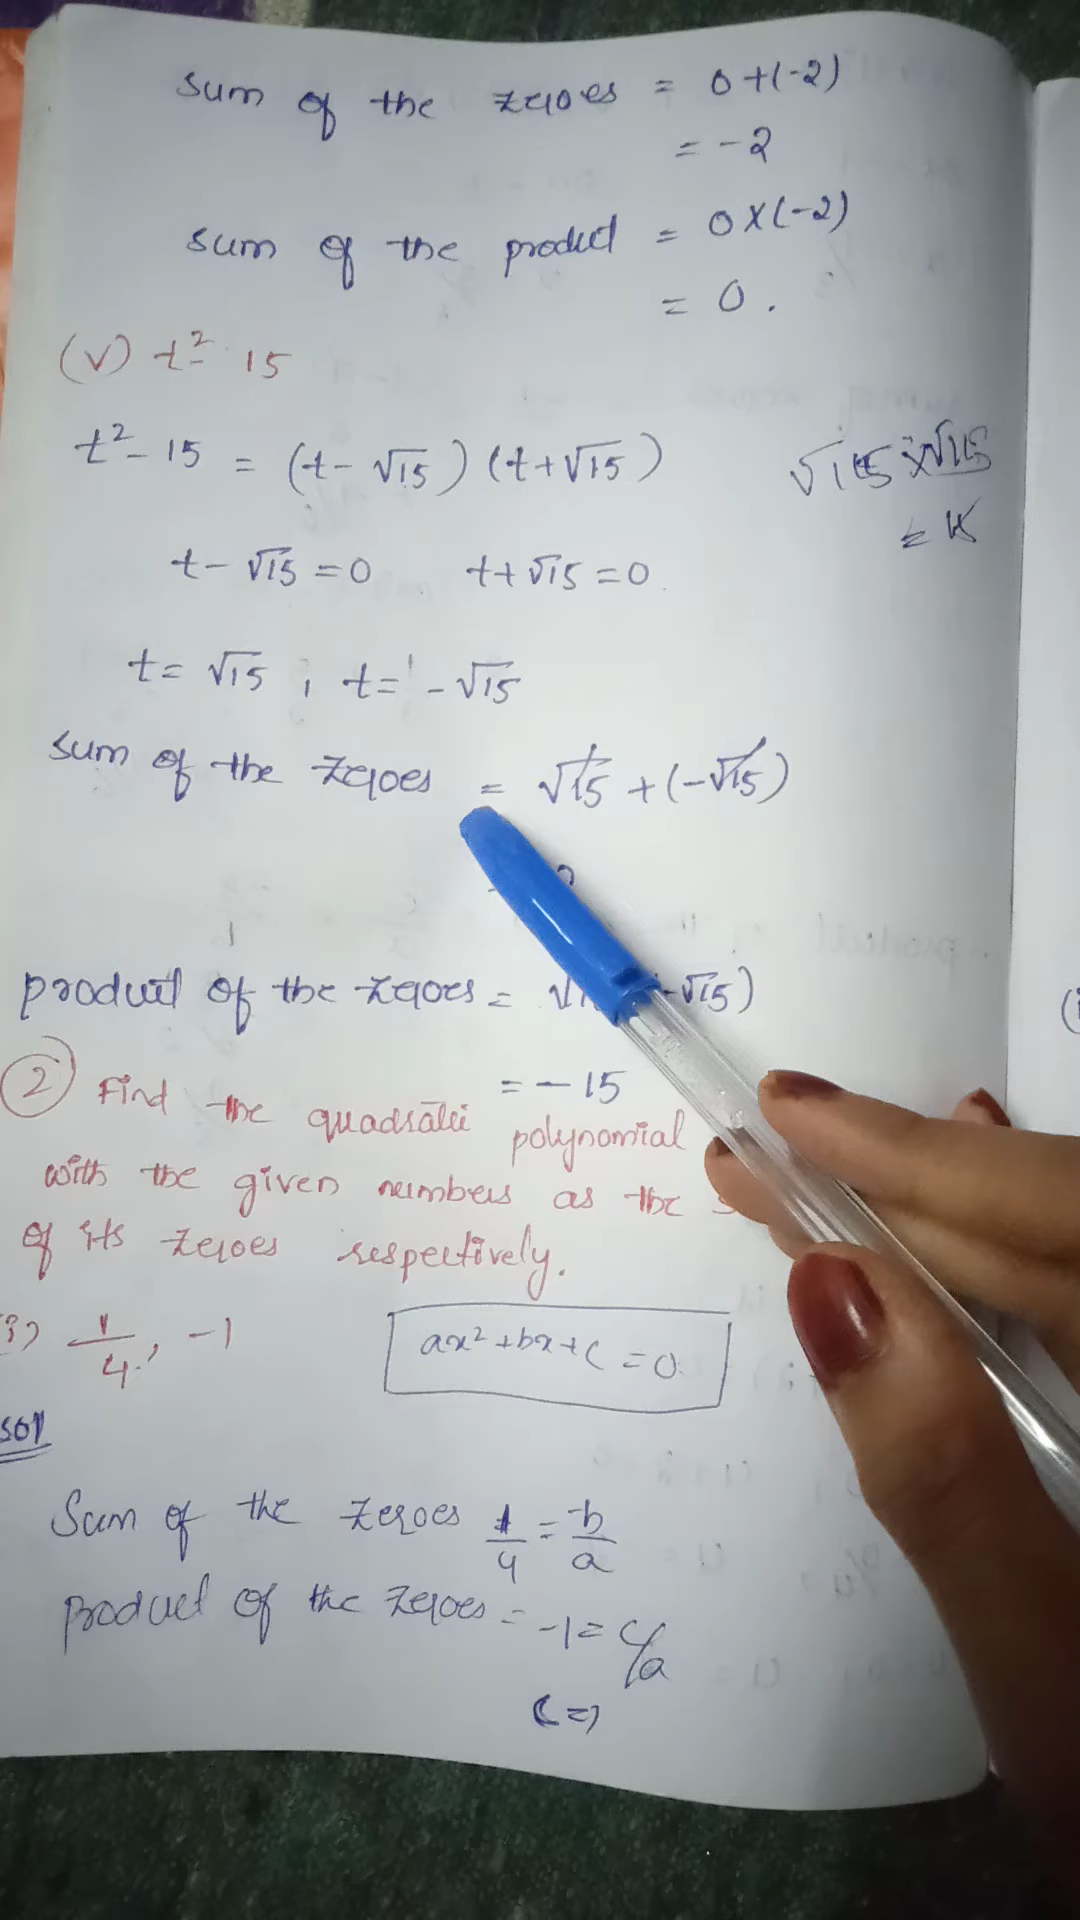 sum of the zeroes = 0+(-2)
= -2
sum of the product = 0×(-2)
= 0.
(v) t²- 15
t²- 15 = (t-√15) (t+√15)
√15×√15
= 15
t-√15=0 t+√15=0
t= √15 ; t= -√15
sum of the zeroes = √15 +(-√15)
product of the zeroes = -√15)
= -15
2 Find the quadratic polynomial
with the given numbers as the
of its zeroes respectively.
1/4, -1
ax²+bx+c=0
sol
Sum of the zeroes 1/4 = -b/a
product of the zeroes = -1= c/a
c=